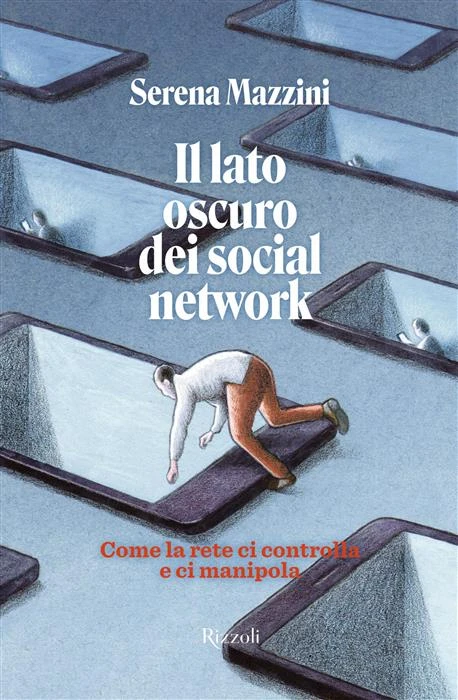 Serena Mazzini
Il lato
oscuro
dei social
network
Come la rete ci controlla
e ci manipola
Rizzoli